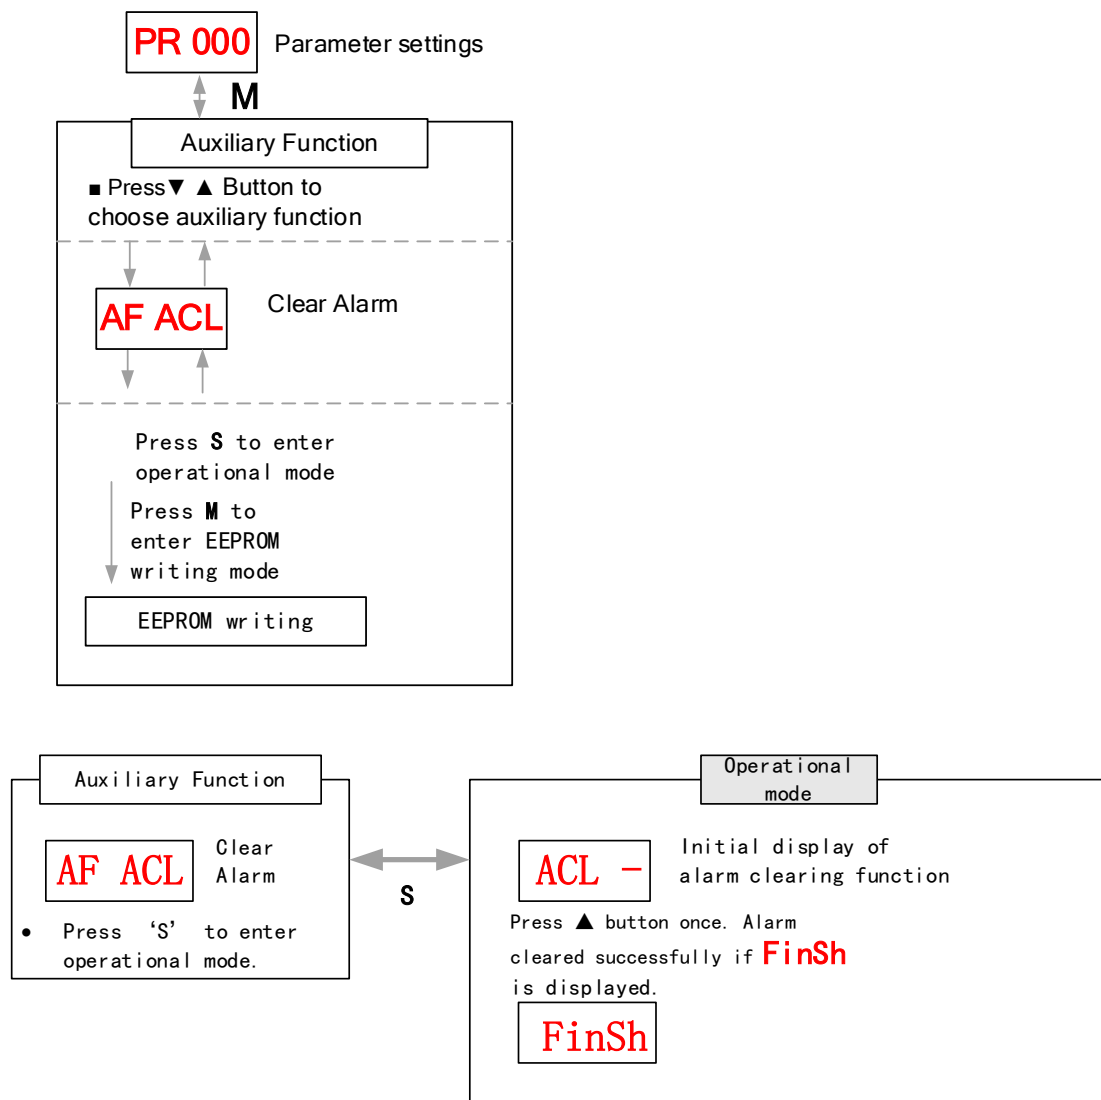 PR 000 Parameter settings
M
Auxiliary Function
■ Press▼ ▲ Button to
choose auxiliary function
AF ACL Clear Alarm
Press S to enter
operational mode
Press M to
enter EEPROM
writing mode
EEPROM writing
Auxiliary Function
AF ACL
Clear
Alarm
• Press ‘S’ to enter
operational mode.
S
Operational
mode
ACL -
Initial display of
alarm clearing function
Press ▲ button once. Alarm
cleared successfully if FinSh
is displayed.
FinSh